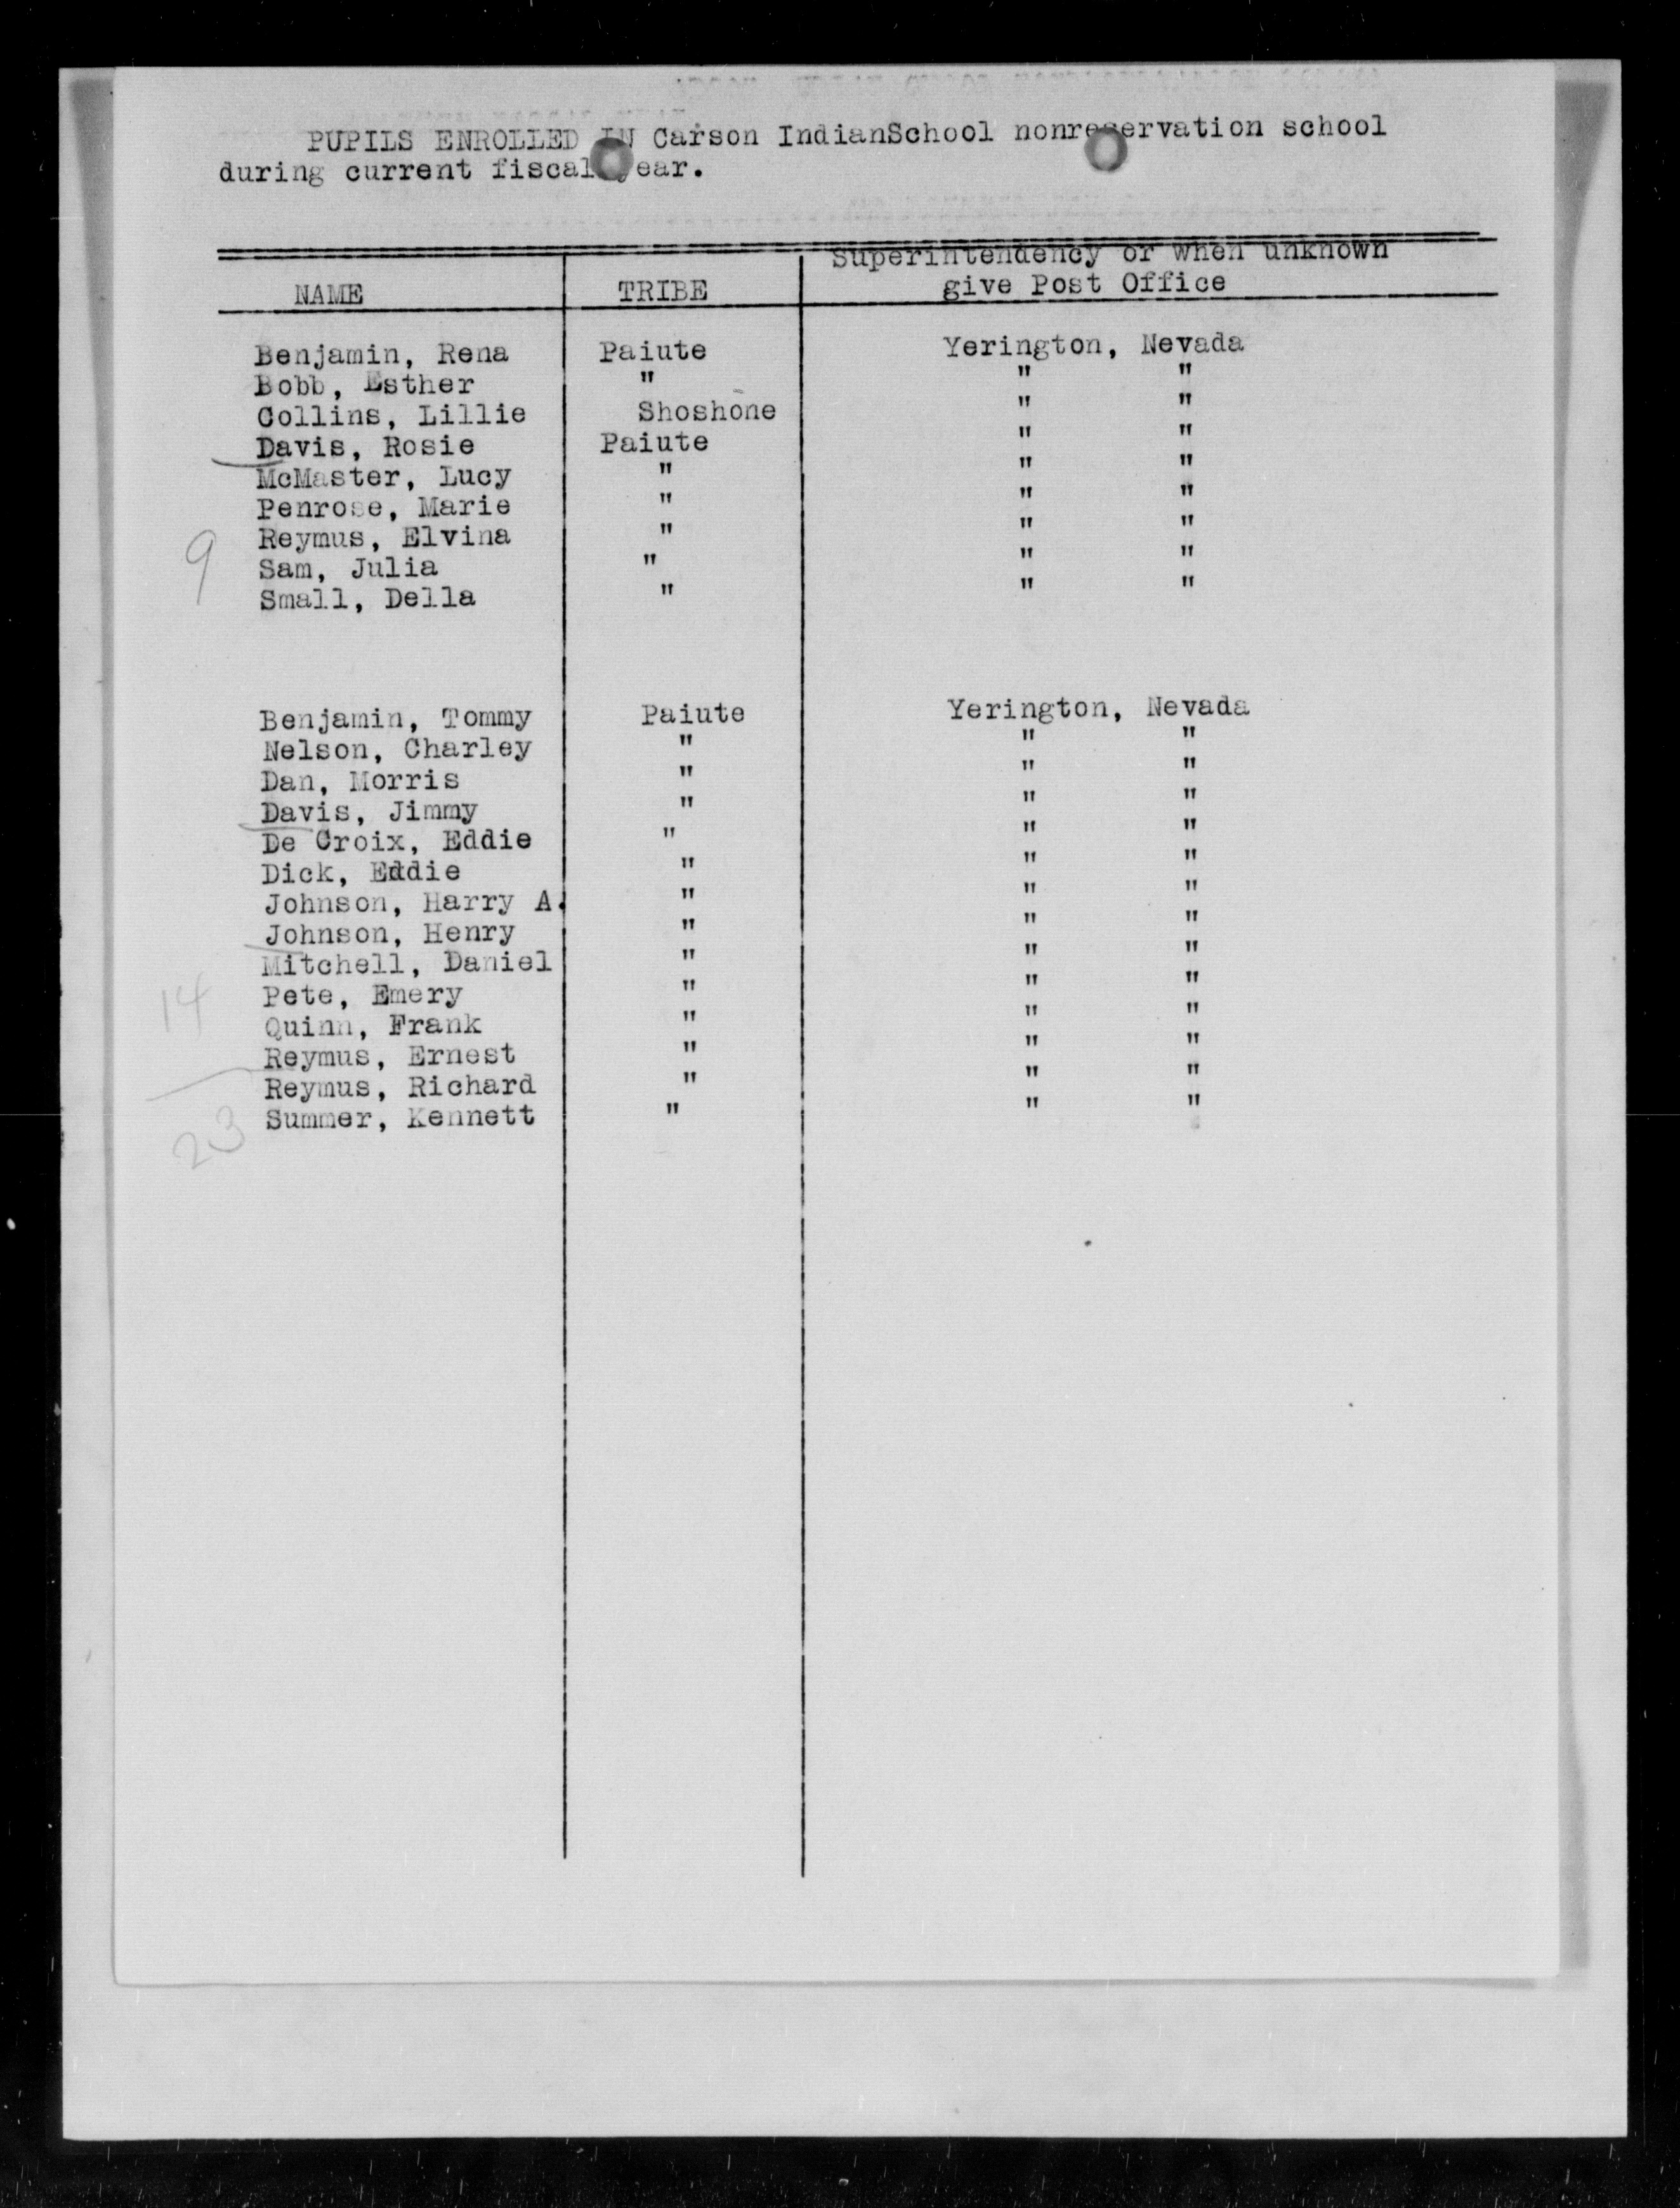 PUPILS ENROLLED IN Carson IndianSchool nonreservation school
during current fiscal year.
NAME TRIBE Superintendency or when unknown
give Post Office
Benjamin, Rena Paiute Yerington, Nevada
Bobb, Esther " " "
Collins, Lillie Shoshone " "
Davis, Rosie Paiute " "
McMaster, Lucy " " "
Penrose, Marie " " "
Reymus, Elvina " " "
9 Sam, Julia " " "
Small, Della " " "
Benjamin, Tommy Paiute Yerington, Nevada
Nelson, Charley " " "
Dan, Morris " " "
Davis, Jimmy " " "
De Croix, Eddie " " "
Dick, Eddie " " "
Johnson, Harry A. " " "
Johnson, Henry " " "
Mitchell, Daniel " " "
14 Pete, Emery " " "
Quinn, Frank " " "
Reymus, Ernest " " "
Reymus, Richard " " "
23 Summer, Kennett " " "